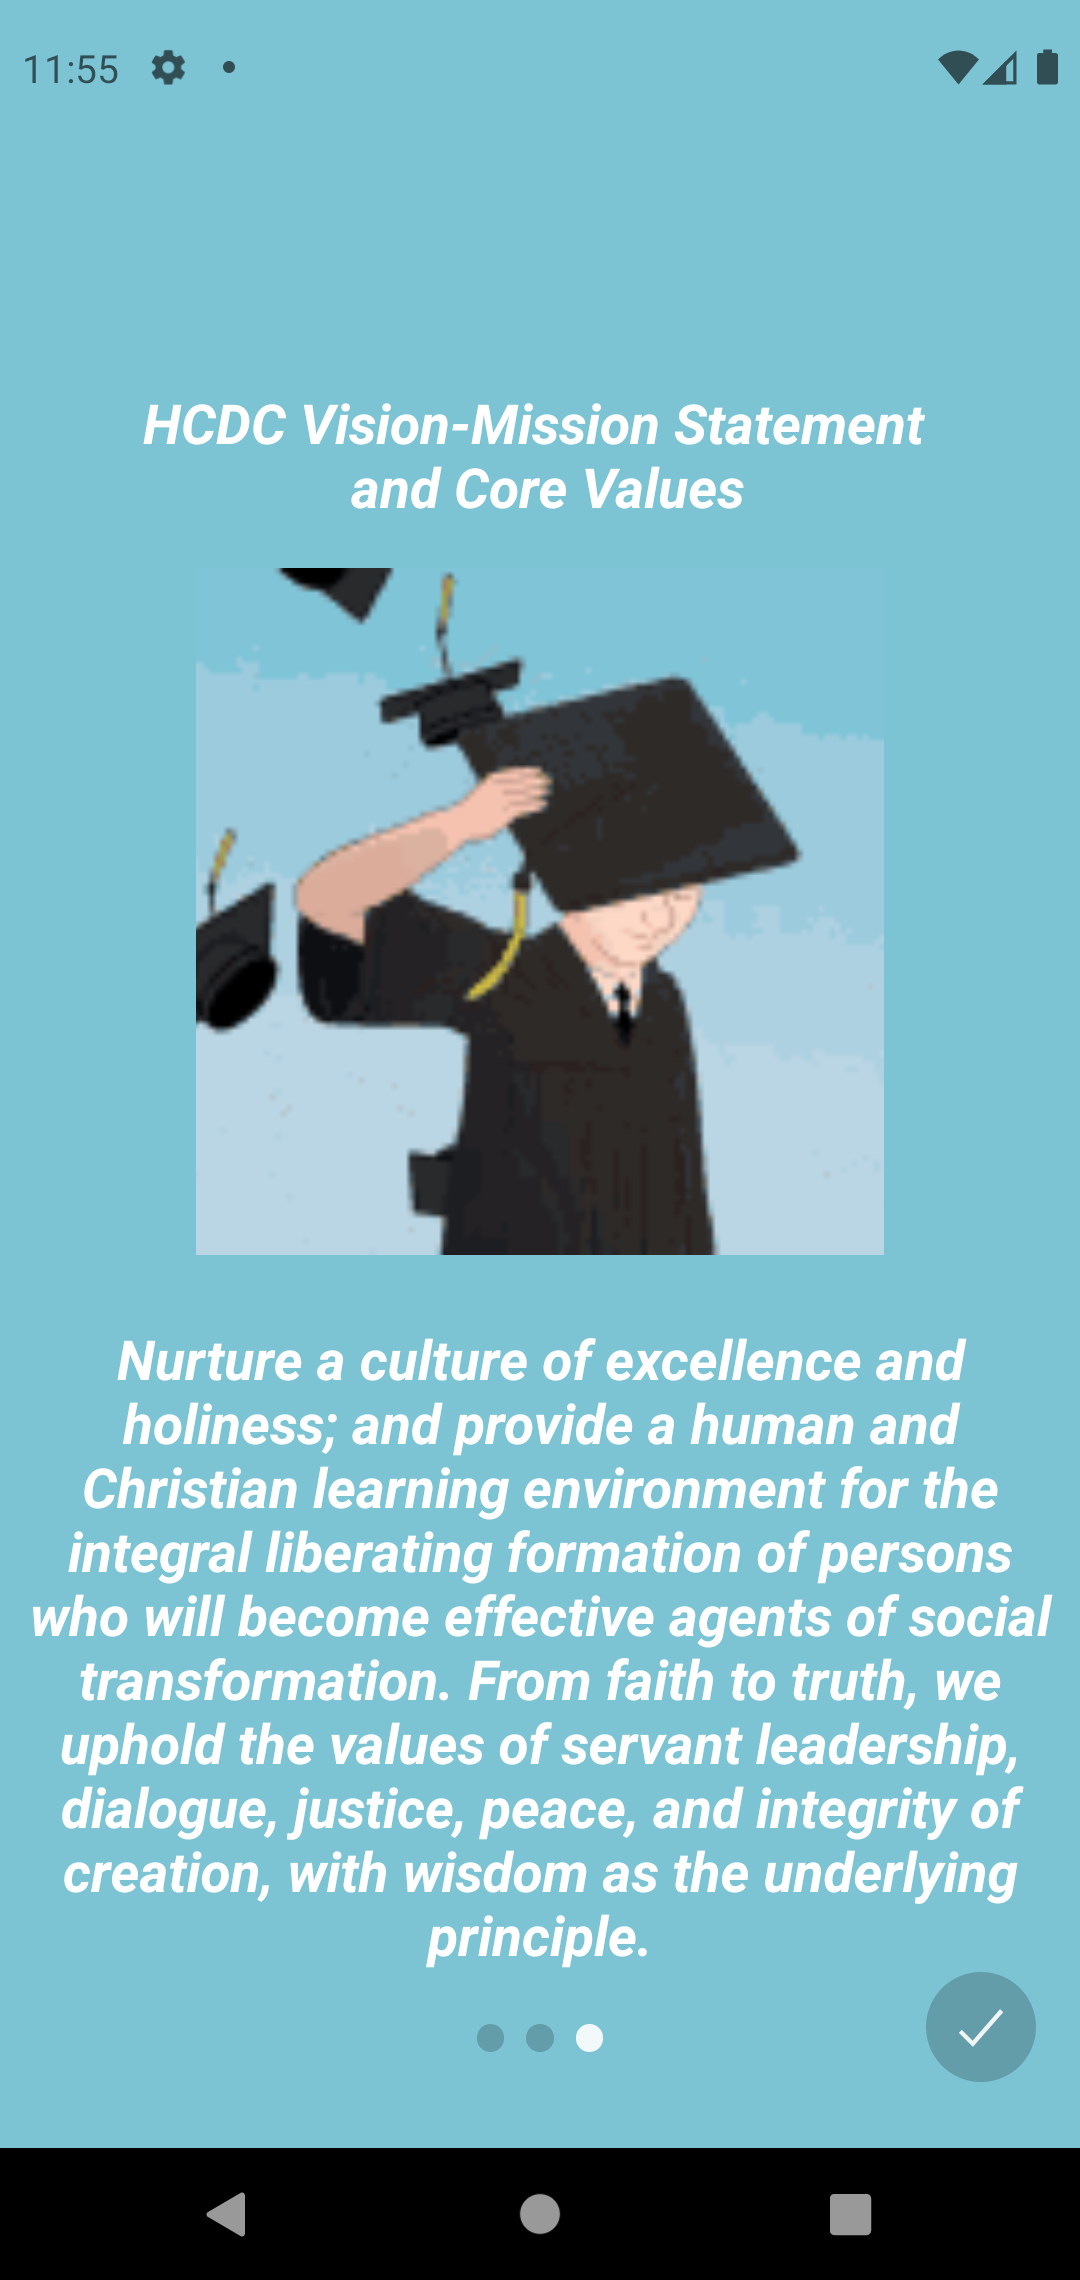 11:55
HCDC Vision-Mission Statement
and Core Values
Nurture a culture of excellence and
holiness; and provide a human and
Christian learning environment for the
integral liberating formation of persons
who will become effective agents of social
transformation. From faith to truth, we
uphold the values of servant leadership,
dialogue, justice, peace, and integrity of
creation, with wisdom as the underlying
principle.